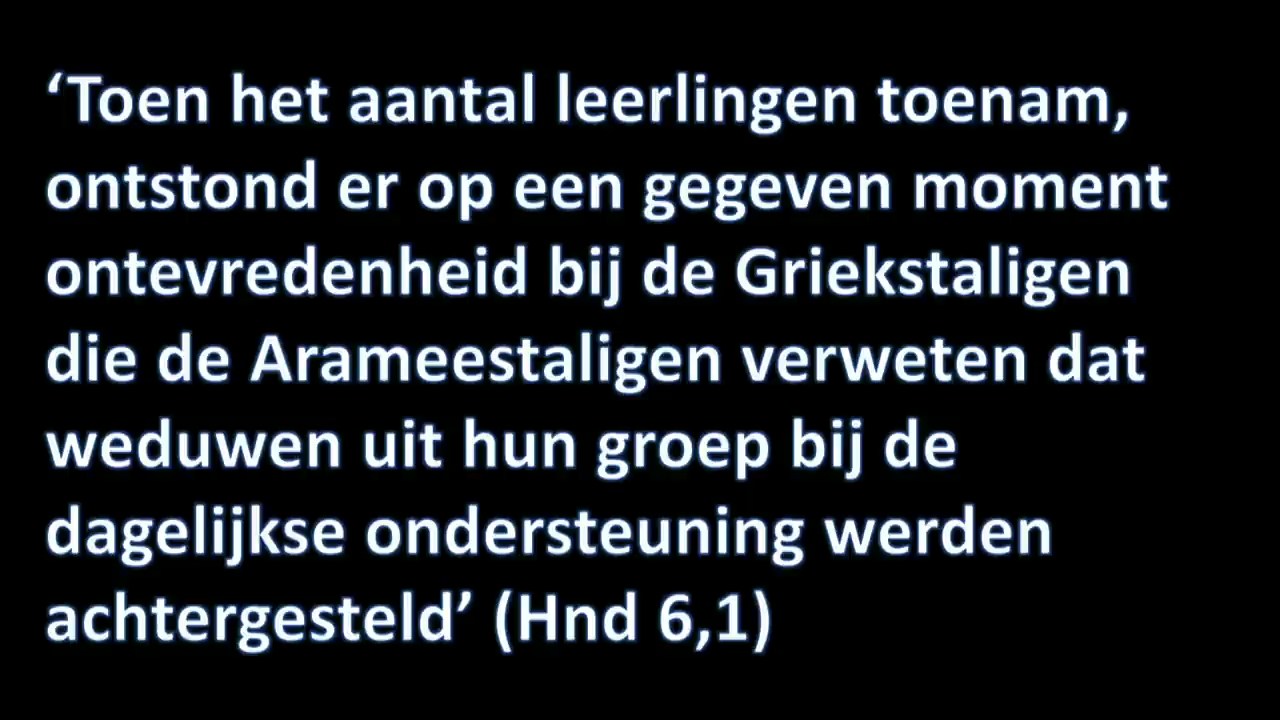 ‘Toen het aantal leerlingen toenam,
ontstond er op een gegeven moment
ontevredenheid bij de Griekstaligen
die de Arameestaligen verweten dat
weduwen uit hun groep bij de
dagelijkse ondersteuning werden
achtergesteld’ (Hnd 6,1)